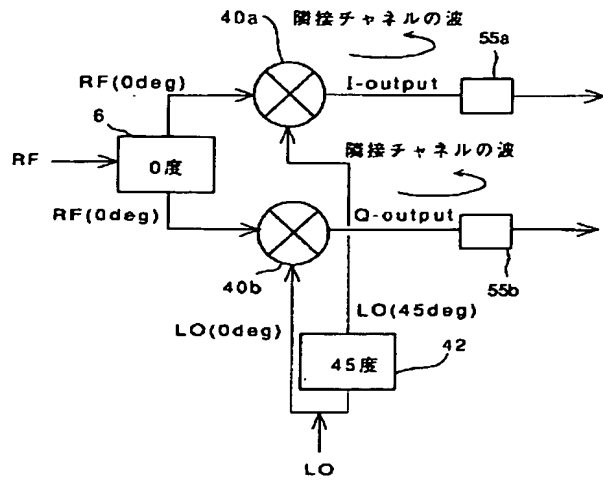 40a
隣接チャネルの波
55a
RF(0deg)
I-output
6
RF
0度
隣接チャネルの波
RF(0deg)
Q-output
40b
55b
LO(0deg)
LO(45deg)
45度
42
LO